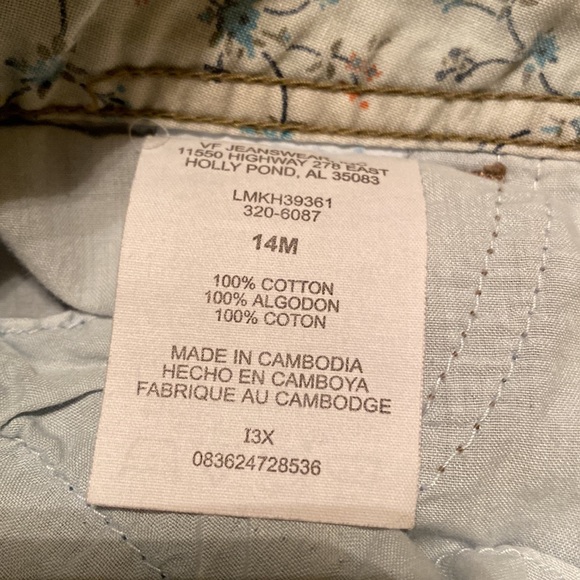 VF JEANSWEAR
11550 HIGHWAY 278 EAST
HOLLY POND, AL 35083
LMKH39361
320-6087
14M
100% COTTON
100% ALGODON
100% COTON
MADE IN CAMBODIA
HECHO EN CAMBOYA
FABRIQUE AU CAMBODGE
I3X
083624728536